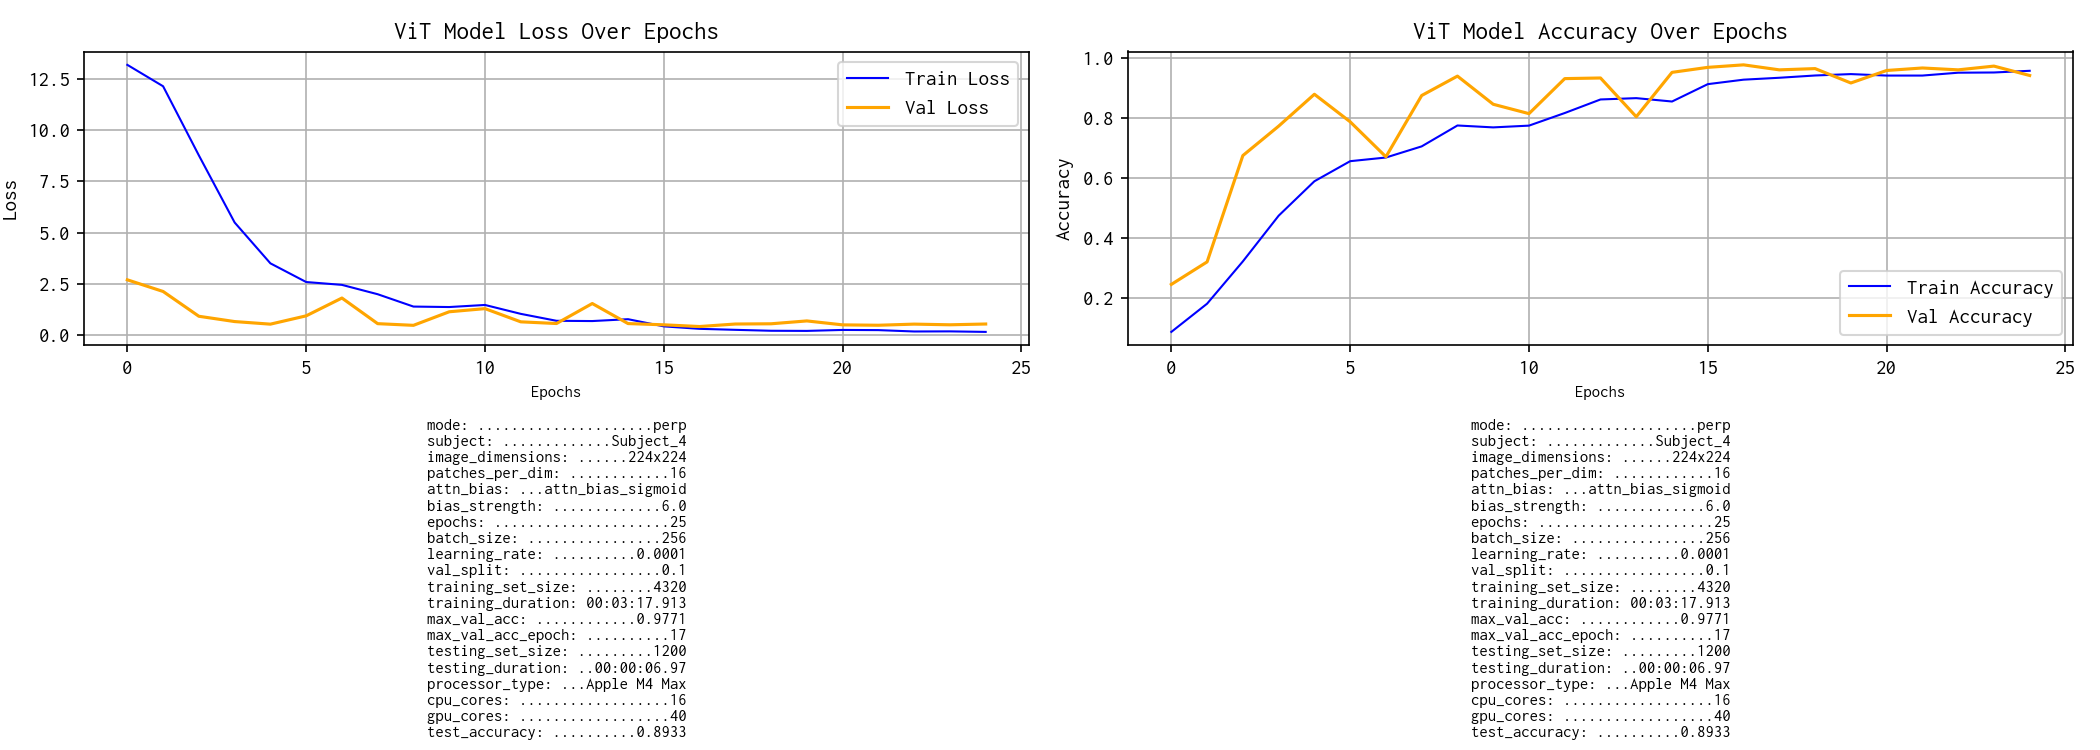 ViT Model Loss Over Epochs
Loss
12.5
10.0
7.5
5.0
2.5
0.0
Train Loss
Val Loss
0 5 10 15 20 25
Epochs
mode: .....................perp
subject: .............Subject_4
image_dimensions: ......224x224
patches_per_dim: ............16
attn_bias: ...attn_bias_sigmoid
bias_strength: .............6.0
epochs: .....................25
batch_size: ................256
learning_rate: ..........0.0001
val_split: .................0.1
training_set_size: ........4320
training_duration: 00:03:17.913
max_val_acc: ............0.9771
max_val_acc_epoch: ..........17
testing_set_size: .........1200
testing_duration: ..00:00:06.97
processor_type: ...Apple M4 Max
cpu_cores: ..................16
gpu_cores: ..................40
test_accuracy: ..........0.8933
ViT Model Accuracy Over Epochs
Accuracy
1.0
0.8
0.6
0.4
0.2
Train Accuracy
Val Accuracy
0 5 10 15 20 25
Epochs
mode: .....................perp
subject: .............Subject_4
image_dimensions: ......224x224
patches_per_dim: ............16
attn_bias: ...attn_bias_sigmoid
bias_strength: .............6.0
epochs: .....................25
batch_size: ................256
learning_rate: ..........0.0001
val_split: .................0.1
training_set_size: ........4320
training_duration: 00:03:17.913
max_val_acc: ............0.9771
max_val_acc_epoch: ..........17
testing_set_size: .........1200
testing_duration: ..00:00:06.97
processor_type: ...Apple M4 Max
cpu_cores: ..................16
gpu_cores: ..................40
test_accuracy: ..........0.8933